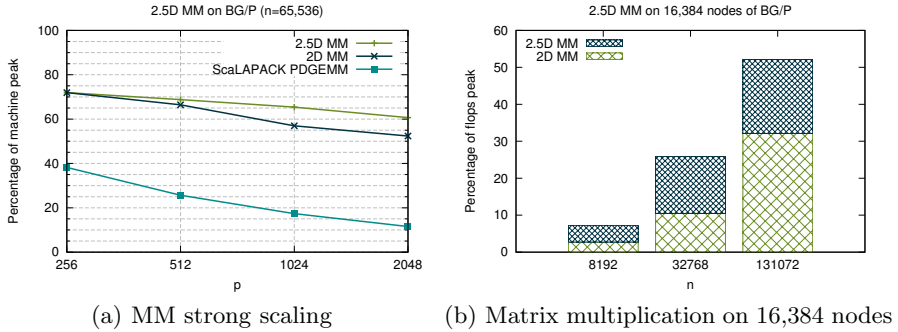 2.5D MM on BG/P (n=65,536)
100
80
60
40
20
0
Percentage of machine peak
2.5D MM
2D MM
ScaLAPACK PDGEMM
256
512
1024
2048
p
(a) MM strong scaling
2.5D MM on 16,384 nodes of BG/P
60
50
40
30
20
10
0
Percentage of flops peak
2.5D MM
2D MM
8192
32768
131072
n
(b) Matrix multiplication on 16,384 nodes